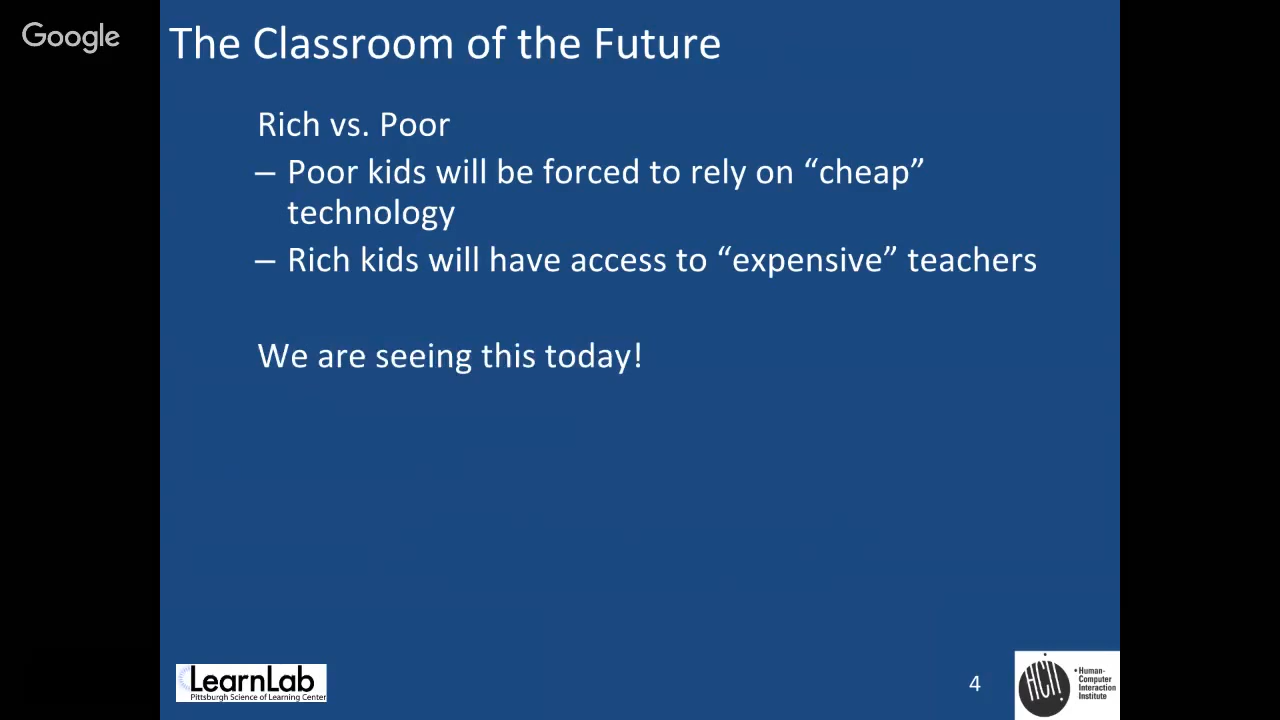 Google
The Classroom of the Future
Rich vs. Poor
– Poor kids will be forced to rely on “cheap”
technology
– Rich kids will have access to “expensive” teachers
We are seeing this today!
LearnLab
Pittsburgh Science of Learning Center
4
HCII
• Human-
Computer
Interaction
Institute